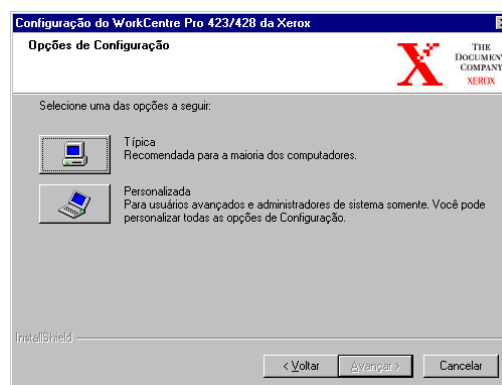 Configuração do WorkCentre Pro 423/428 da Xerox
Opções de Configuração
THE
DOCUMEN
COMPANY
XEROX
Selecione uma das opções a seguir:
Típica
Recomendada para a maioria dos computadores.
Personalizada
Para usuários avançados e administradores de sistema somente. Você pode
personalizar todas as opções de Configuração.
InstallShield
< Voltar
Avançar >
Cancelar